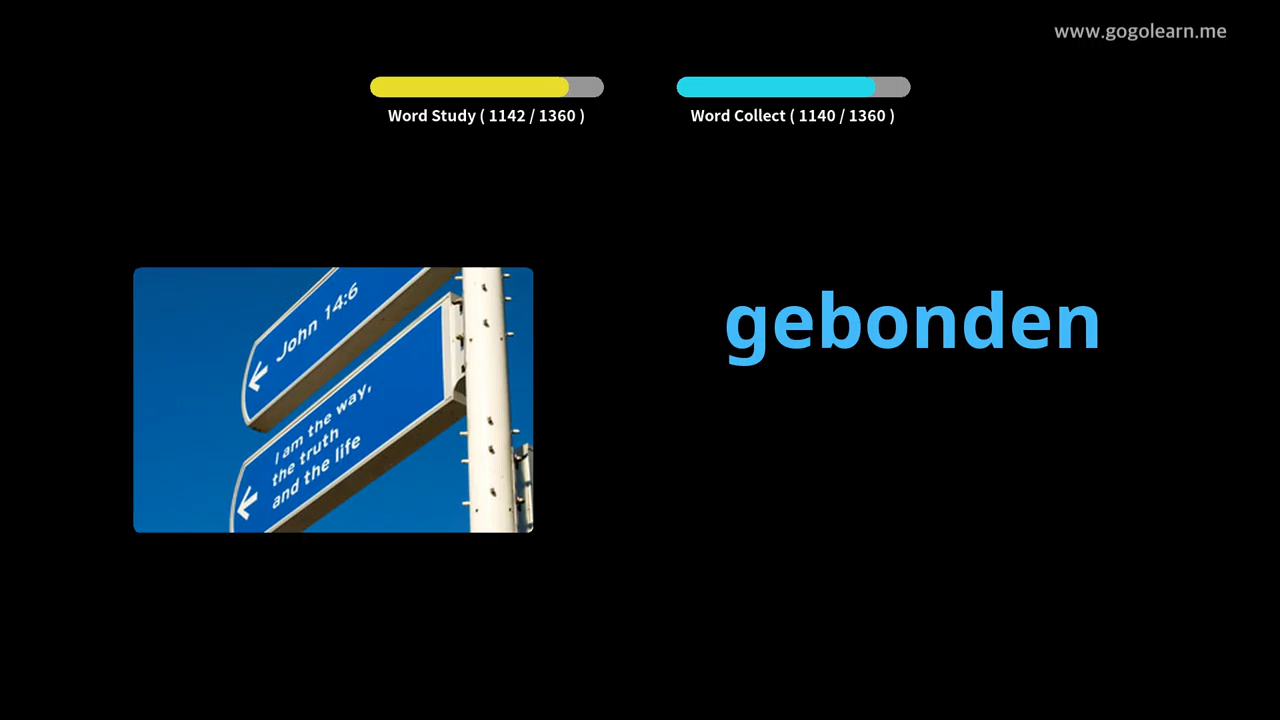 www.gogolearn.me
Word Study ( 1142 / 1360 )
Word Collect ( 1140 / 1360 )
John 14:6
I am the way,
the truth
and the life
gebonden